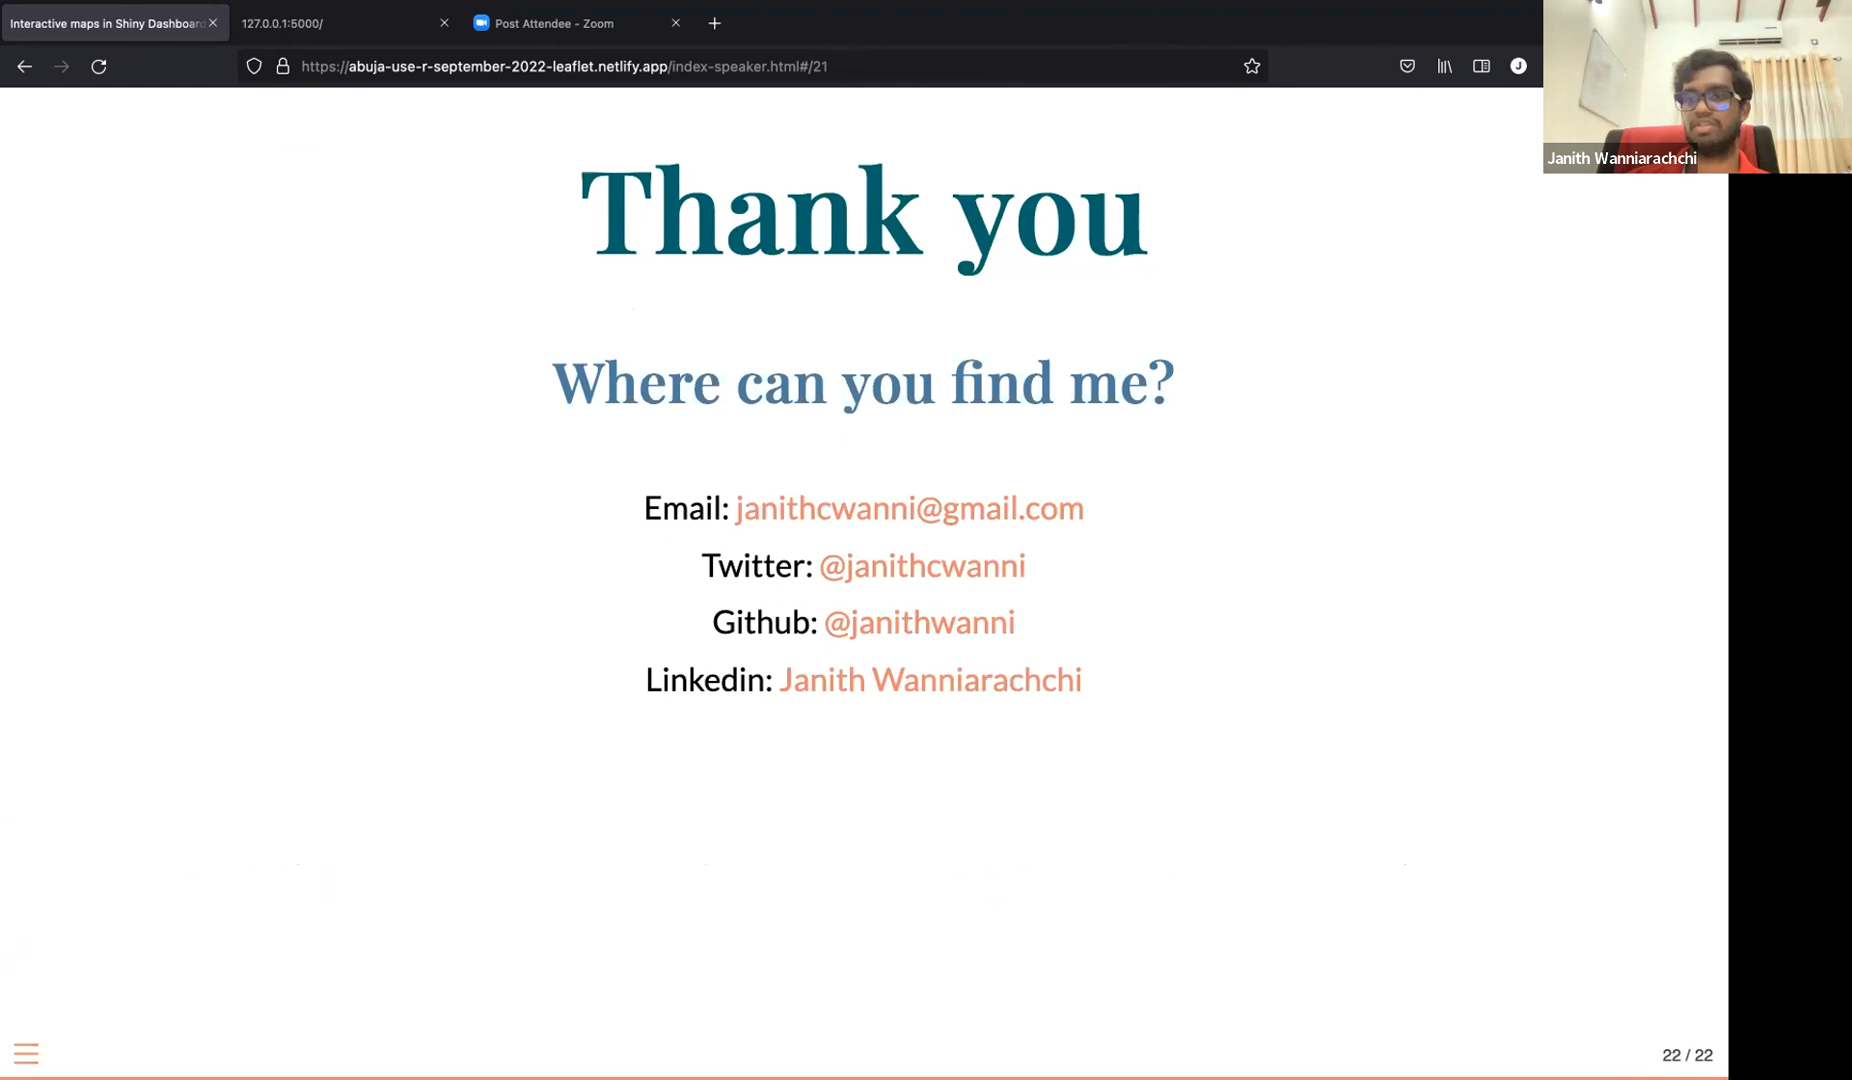 Interactive maps in Shiny Dashboard
127.0.0.1:5000/
Post Attendee - Zoom
https://abuja-use-r-september-2022-leaflet.netlify.app/index-speaker.html#/21
J
Janith Wanniarachchi
Thank you
Where can you find me?
Email: janithcwanni@gmail.com
Twitter: @janithcwanni
Github: @janithwanni
Linkedin: Janith Wanniarachchi
22 / 22